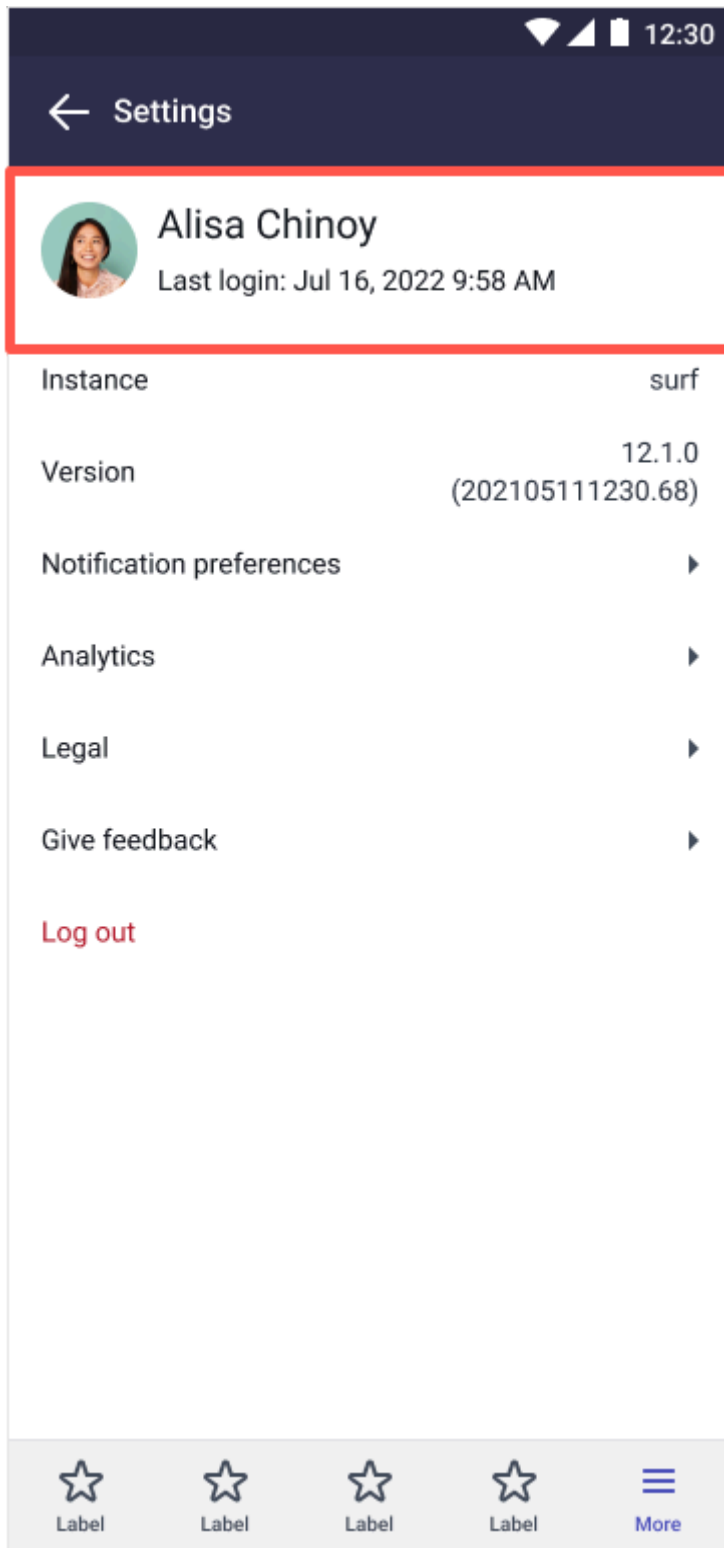 12:30
Settings
Alisa Chinoy
Last login: Jul 16, 2022 9:58 AM
Instance surf
Version 12.1.0
(202105111230.68)
Notification preferences
Analytics
Legal
Give feedback
Log out
Label Label Label Label More